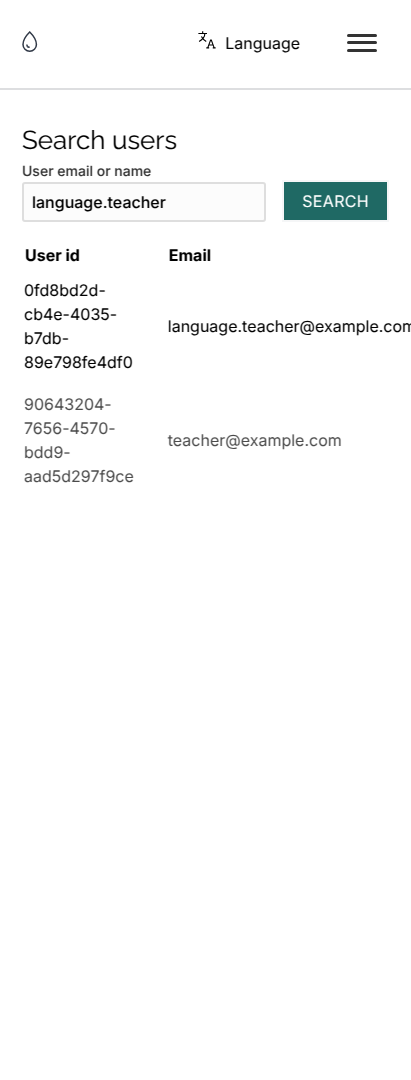 Language
Search users
User email or name
language.teacher
SEARCH
User id Email
0fd8bd2d-
cb4e-4035-
b7db-
89e798fe4df0
language.teacher@example.com
90643204-
7656-4570-
bdd9-
aad5d297f9ce
teacher@example.com